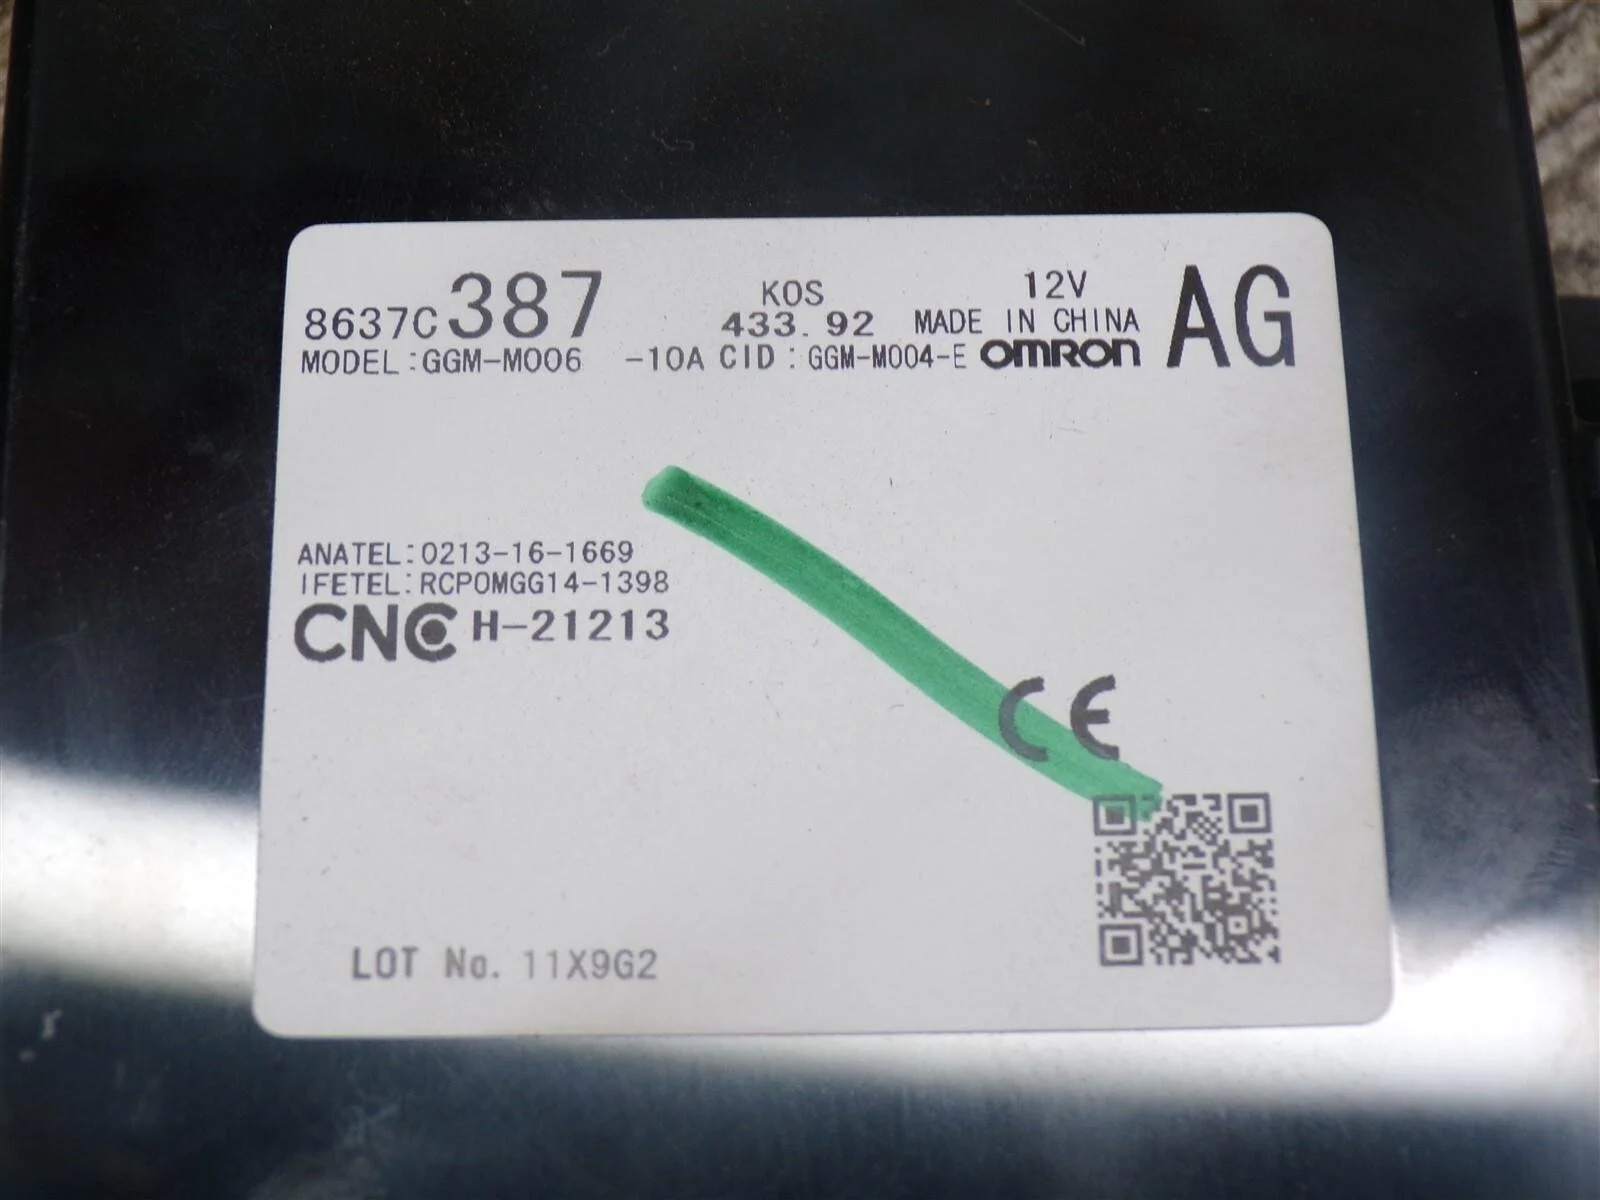 8637C387 KOS 12V AG
433.92 MADE IN CHINA
MODEL:GGM-M006 -10A CID:GGM-M004-E OMRON
ANATEL:0213-16-1669
IFETEL:RCPOMGG14-1398
CNC H-21213
CE
LOT No. 11X9G2